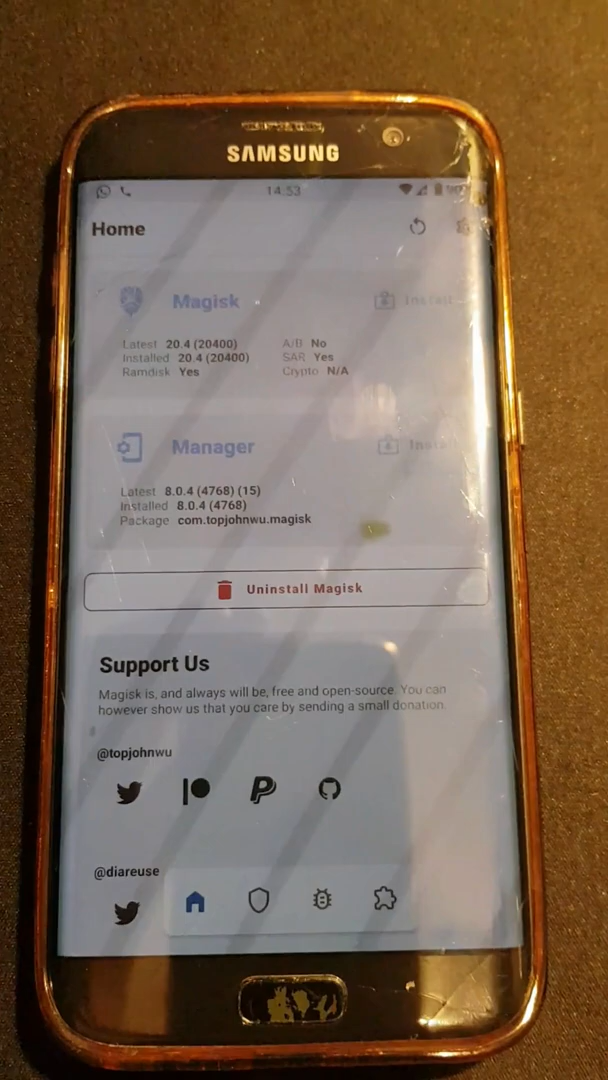 SAMSUNG
14:53
Home
Magisk
Install
Latest 20.4 (20400)
A/B No
Installed 20.4 (20400)
SAR Yes
Ramdisk Yes
Crypto N/A
Manager
Latest 8.0.4 (4768) (15)
Installed 8.0.4 (4768)
Package com.topjohnwu.magisk
Uninstall Magisk
Support Us
Magisk is, and always will be, free and open-source. You can
however show us that you care by sending a small donation.
@topjohnwu
@diareuse